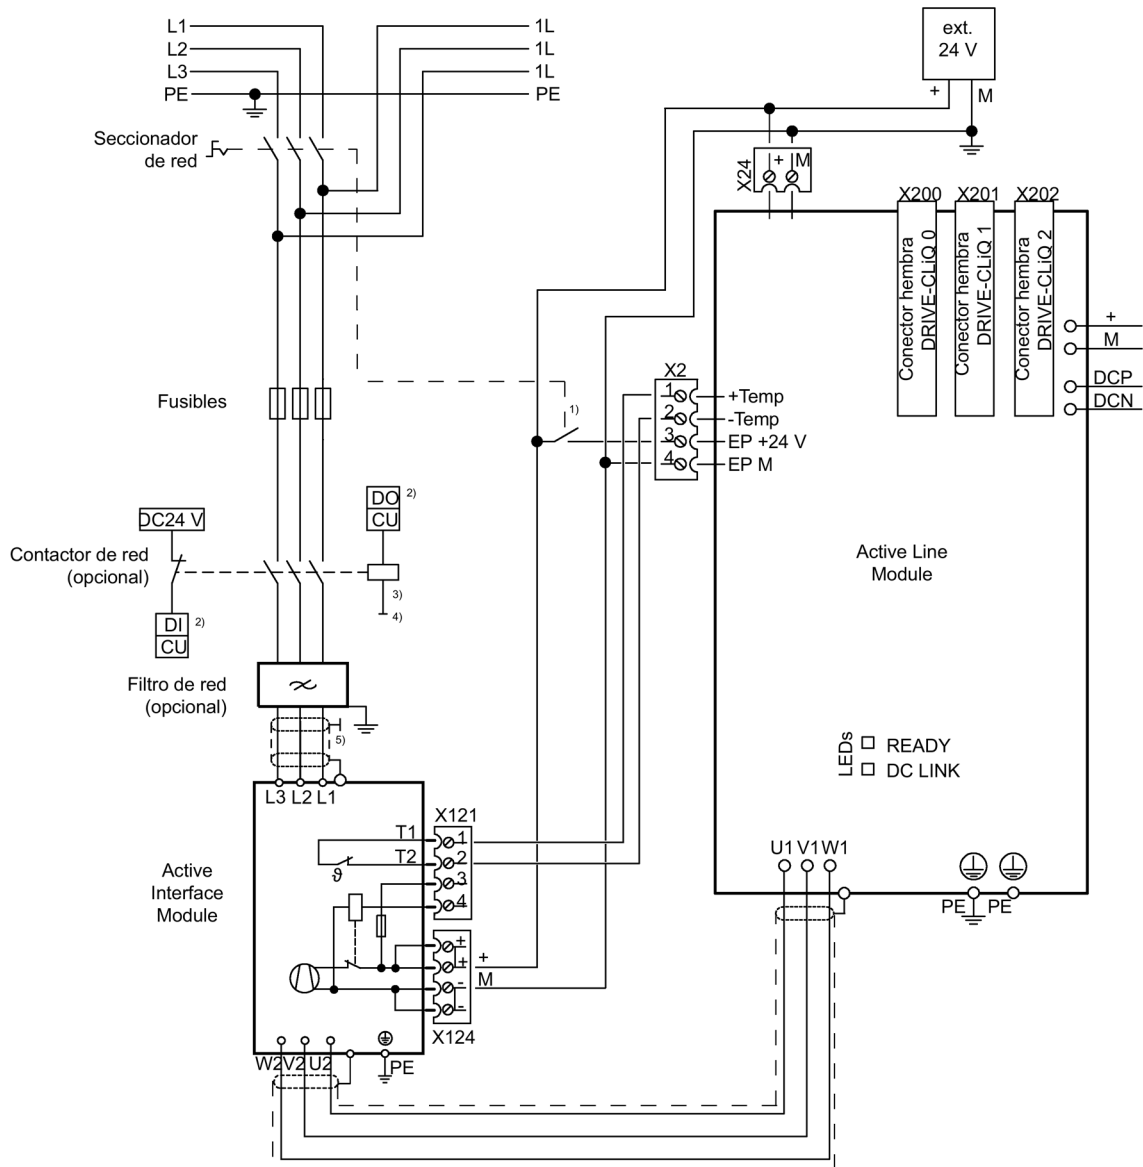 L1 1L
L2 1L
L3 1L
PE PE
ext.
24 V
+ M
Seccionador
de red
X24
+ M
X200 X201 X202
Conector hembra
DRIVE-CLiQ 0
Conector hembra
DRIVE-CLiQ 1
Conector hembra
DRIVE-CLiQ 2
+
M
DCP
DCN
X2
1 +Temp
2 -Temp
3 EP +24 V
4 EP M
1)
Fusibles
DC24 V
DO 2)
CU
Contactor de red
(opcional)
3)
4)
DI 2)
CU
Active Line
Module
Filtro de red
(opcional)
5)
LEDs
READY
DC LINK
L3 L2 L1
X121
T1 1
T2 2
ϑ
3
4
Active
Interface
Module
+
+ +
- M
-
X124
U1 V1 W1
PE PE
W2 V2 U2
PE